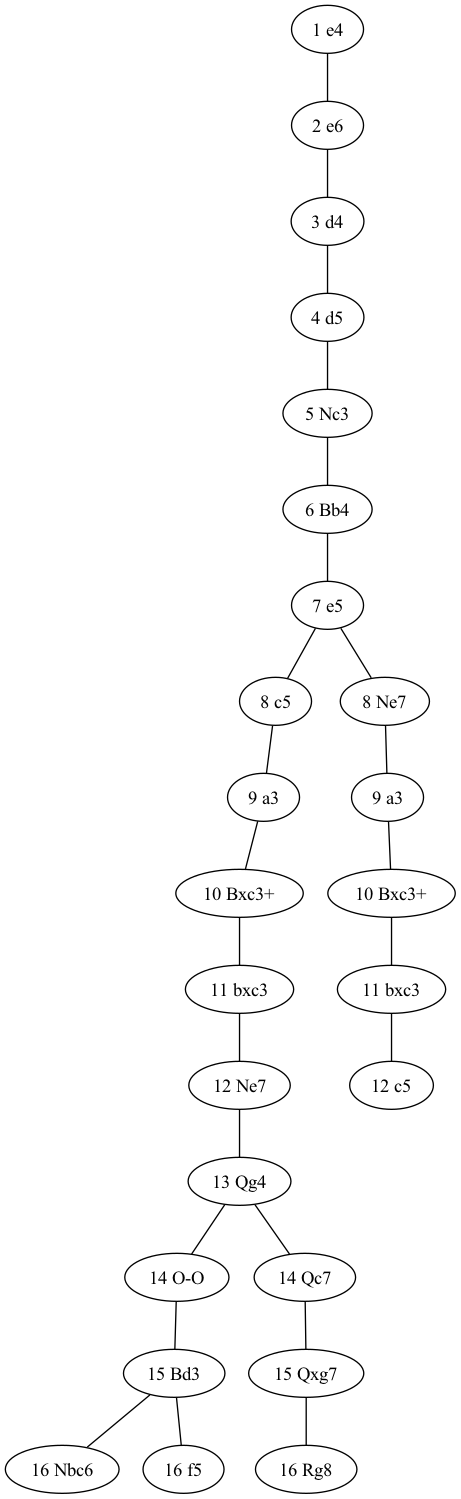 1 e4
2 e6
3 d4
4 d5
5 Nc3
6 Bb4
7 e5
8 c5
8 Ne7
9 a3
9 a3
10 Bxc3+
10 Bxc3+
11 bxc3
11 bxc3
12 Ne7
12 c5
13 Qg4
14 O-O
14 Qc7
15 Bd3
15 Qxg7
16 Nbc6
16 f5
16 Rg8